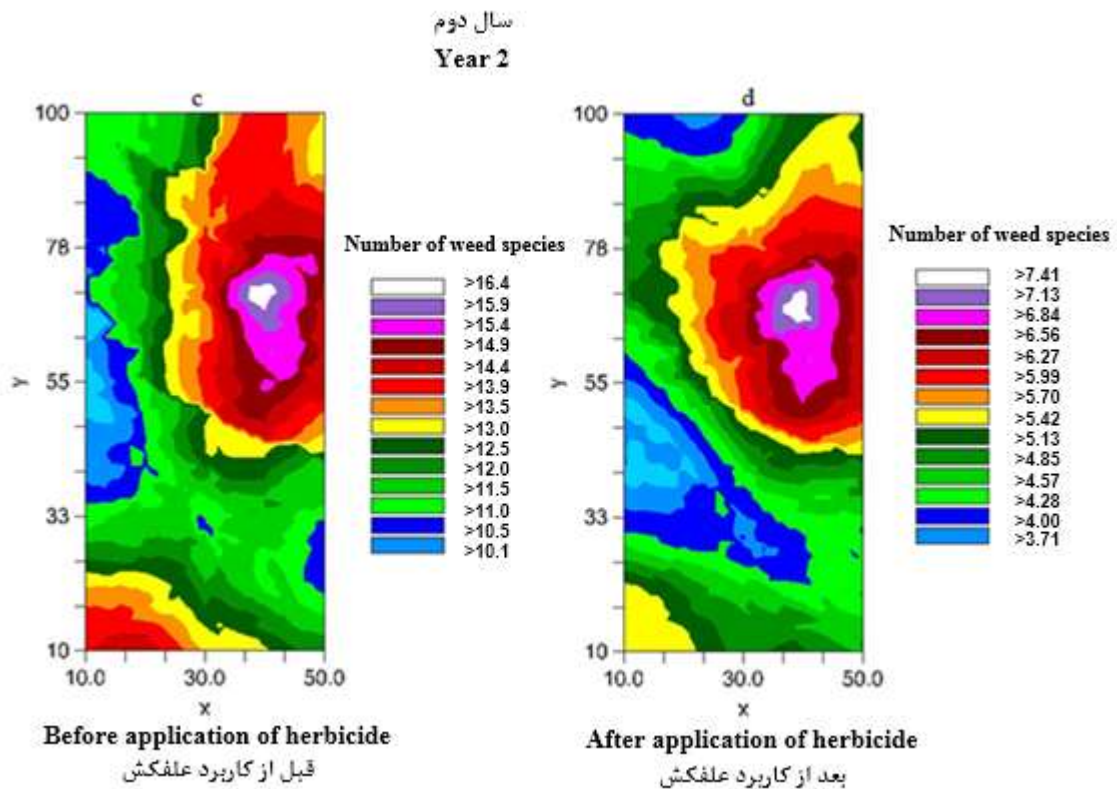 سال دوم
Year 2
c
100
78
55
33
10
y
10.0 30.0 50.0
x
Number of weed species
>16.4
>15.9
>15.4
>14.9
>14.4
>13.9
>13.5
>13.0
>12.5
>12.0
>11.5
>11.0
>10.5
>10.1
Before application of herbicide
قبل از کاربرد علفکش
d
100
78
55
33
10
y
10.0 30.0 50.0
x
Number of weed species
>7.41
>7.13
>6.84
>6.56
>6.27
>5.99
>5.70
>5.42
>5.13
>4.85
>4.57
>4.28
>4.00
>3.71
After application of herbicide
بعد از کاربرد علفکش